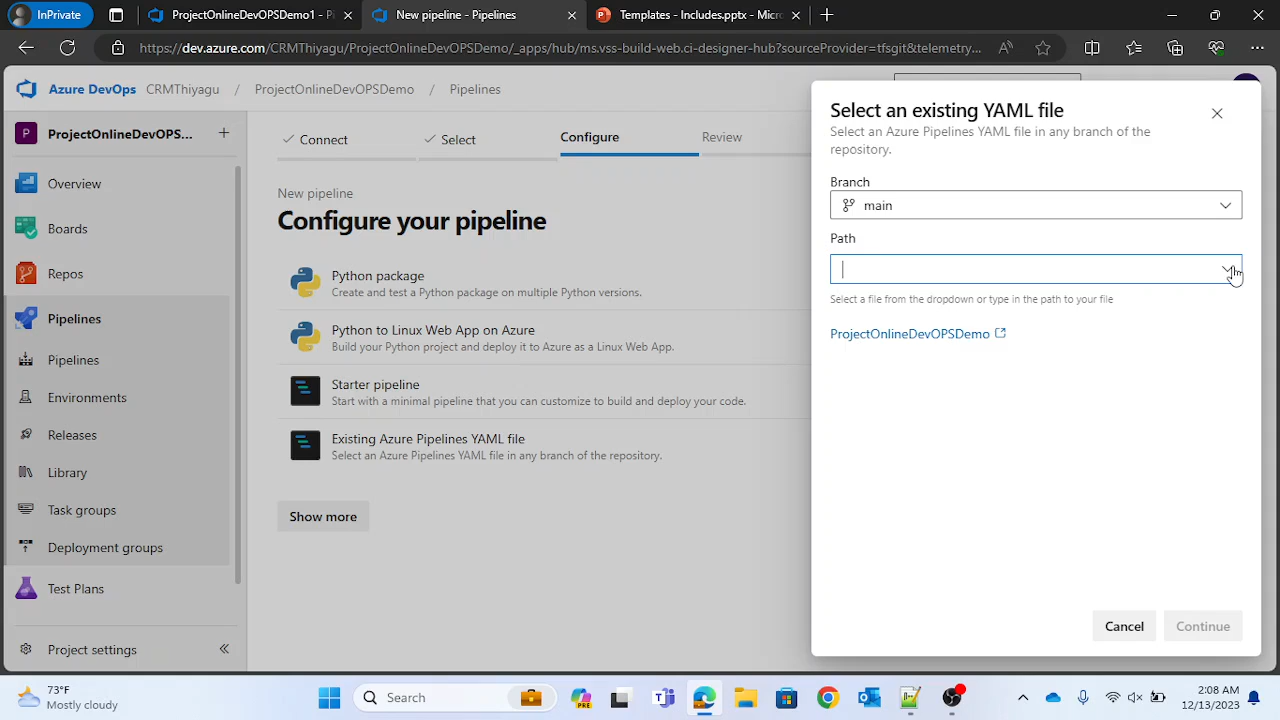 InPrivate
ProjectOnlineDevOPSDemo1 - Pi
New pipeline - Pipelines
Templates - Includes.pptx - Micro
https://dev.azure.com/CRMThiyagu/ProjectOnlineDevOPSDemo/_apps/hub/ms.vss-build-web.ci-designer-hub?sourceProvider=tfsgit&telemetry...
Azure DevOps CRMThiyagu / ProjectOnlineDevOPSDemo / Pipelines
P ProjectOnlineDevOPS...
Overview
Boards
Repos
Pipelines
Pipelines
Environments
Releases
Library
Task groups
Deployment groups
Test Plans
Project settings
Connect
Select
Configure
Review
New pipeline
Configure your pipeline
Python package
Create and test a Python package on multiple Python versions.
Python to Linux Web App on Azure
Build your Python project and deploy it to Azure as a Linux Web App.
Starter pipeline
Start with a minimal pipeline that you can customize to build and deploy your code.
Existing Azure Pipelines YAML file
Select an Azure Pipelines YAML file in any branch of the repository.
Show more
Select an existing YAML file
Select an Azure Pipelines YAML file in any branch of the
repository.
Branch
main
Path
Select a file from the dropdown or type in the path to your file
ProjectOnlineDevOPSDemo
Cancel
Continue
73°F
Mostly cloudy
Search
PRE
2:08 AM
12/13/2023